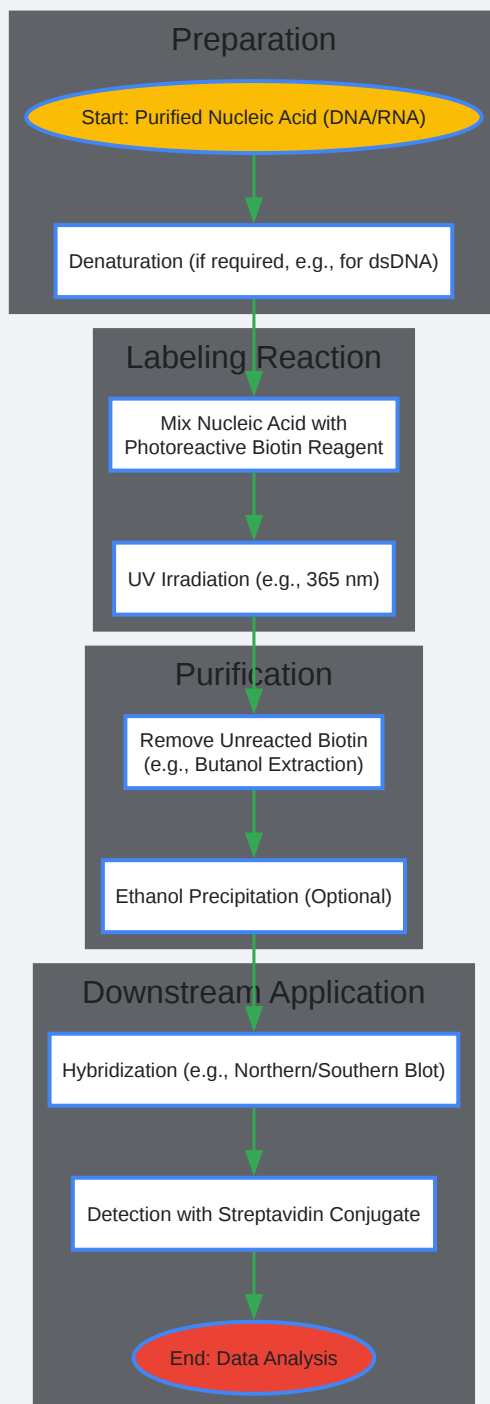 Preparation
Start: Purified Nucleic Acid (DNA/RNA)
Denaturation (if required, e.g., for dsDNA)
Labeling Reaction
Mix Nucleic Acid with
Photoreactive Biotin Reagent
UV Irradiation (e.g., 365 nm)
Purification
Remove Unreacted Biotin
(e.g., Butanol Extraction)
Ethanol Precipitation (Optional)
Downstream Application
Hybridization (e.g., Northern/Southern Blot)
Detection with Streptavidin Conjugate
End: Data Analysis